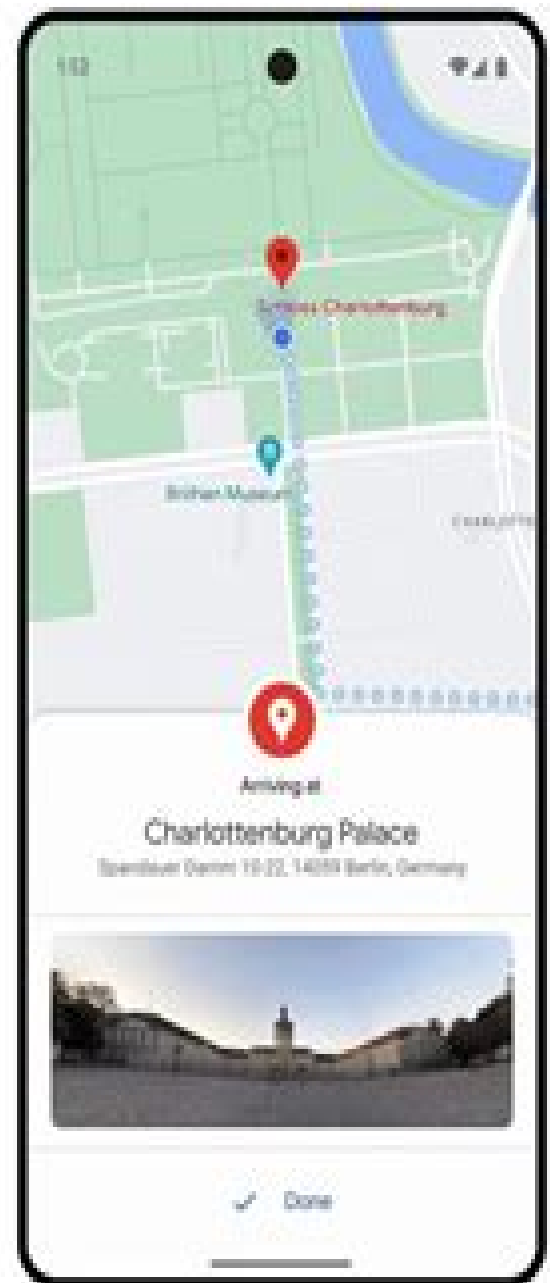 Schloss Charlottenburg
Bröhan Museum
Arriving at
Charlottenburg Palace
Spandauer Damm 10-22, 14059 Berlin, Germany
Done